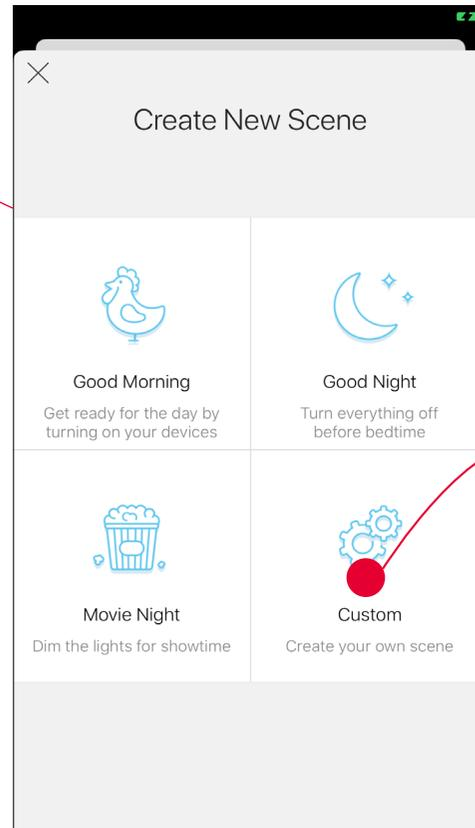 Create New Scene
Good Morning
Get ready for the day by
turning on your devices
Good Night
Turn everything off
before bedtime
Movie Night
Dim the lights for showtime
Custom
Create your own scene